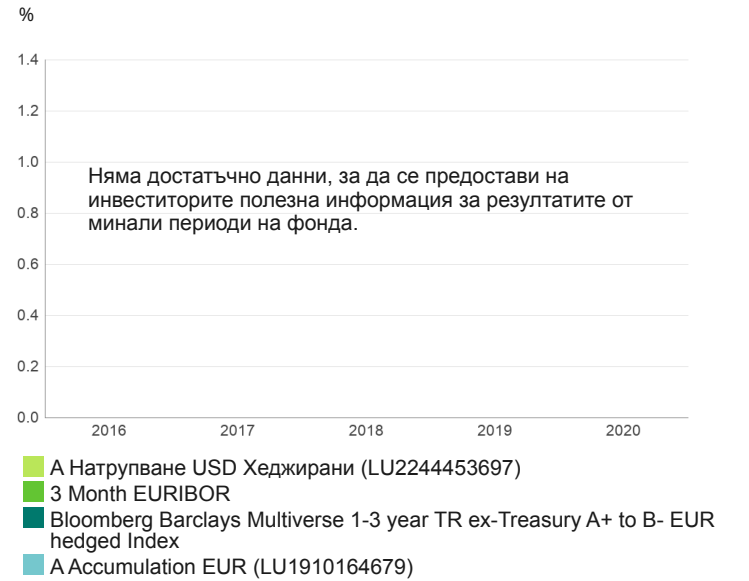 %
1.4
1.2
1.0
Няма достатъчно данни, за да се предостави на
инвеститорите полезна информация за резултатите от
0.8
минали периоди на фонда.
0.6
0.4
0.2
0.0
2016 2017 2018 2019 2020
А Натрупване USD Хеджирани (LU2244453697)
3 Month EURIBOR
Bloomberg Barclays Multiverse 1-3 year TR ex-Treasury A+ to B- EUR
hedged Index
A Accumulation EUR (LU1910164679)